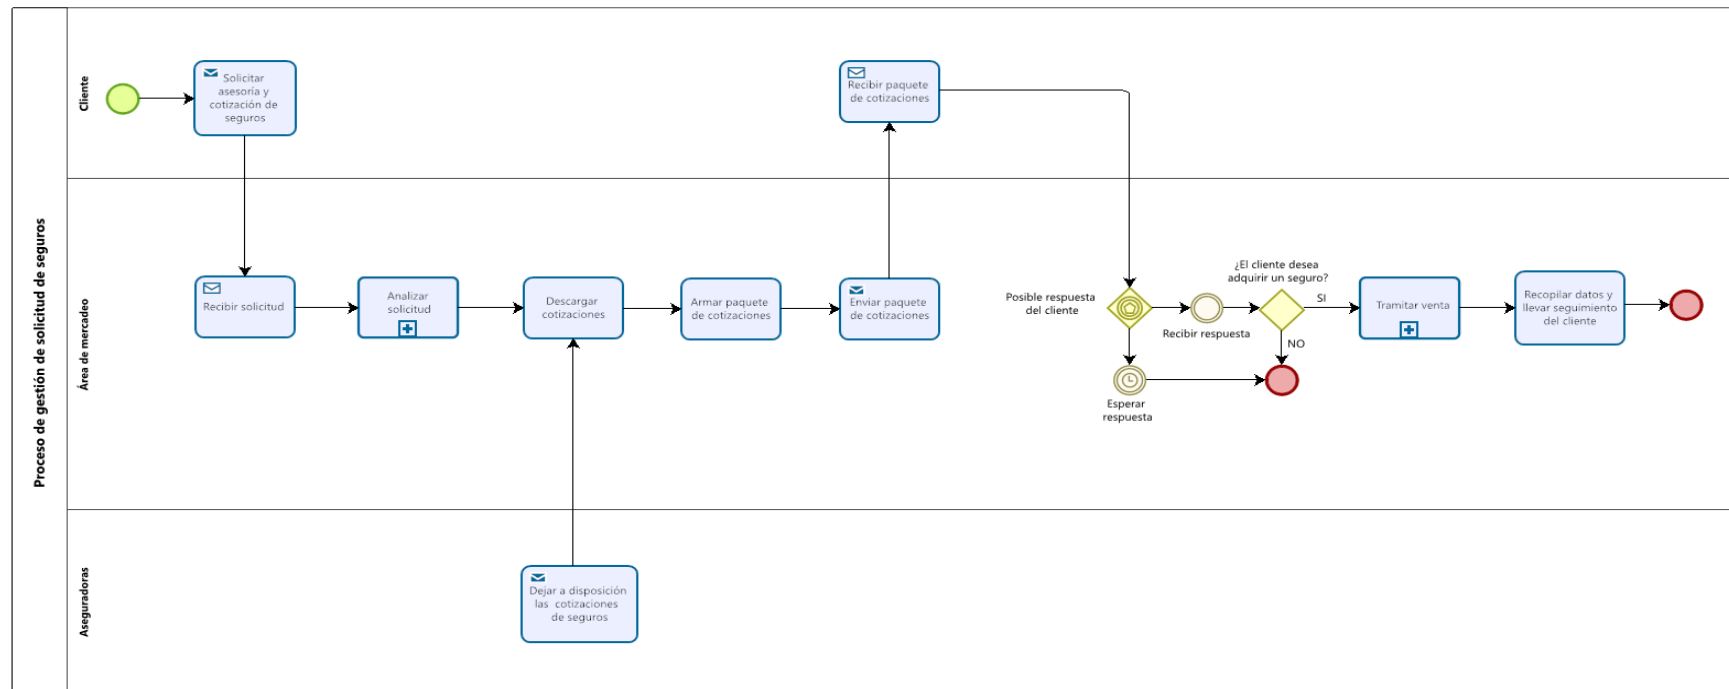 Proceso de gestión de solicitud de seguros
Cliente
Solicitar
asesoría y
cotización de
seguros
Recibir paquete
de cotizaciones
Área de mercadeo
Recibir solicitud
Analizar
solicitud
Descargar
cotizaciones
Armar paquete
de cotizaciones
Enviar paquete
de cotizaciones
Posible respuesta
del cliente
Recibir respuesta
Esperar
respuesta
¿El cliente desea
adquirir un seguro?
SI
NO
Tramitar venta
Recopilar datos y
llevar seguimiento
del cliente
Aseguradoras
Dejar a disposición
las cotizaciones
de seguros